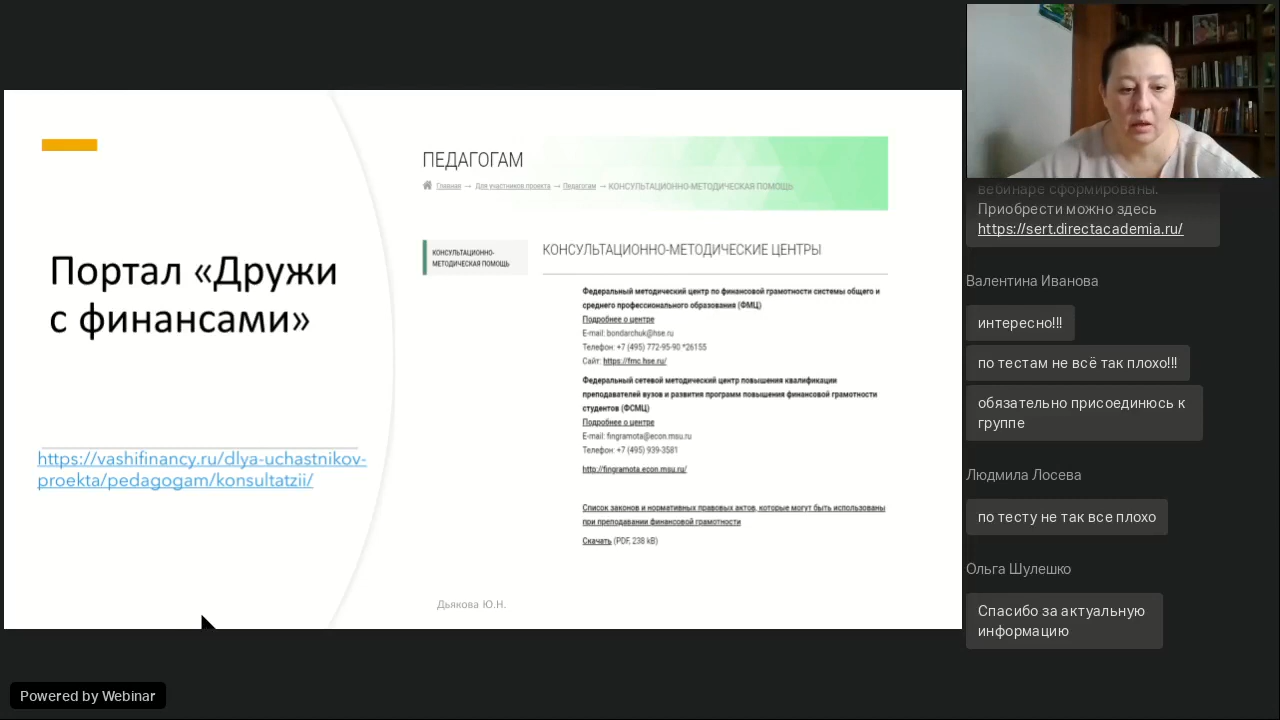 Портал «Дружи
с финансами»
https://vashifinancy.ru/dlya-uchastnikov-
proekta/pedagogam/konsultatzii/
ПЕДАГОГАМ
Главная → Для участников проекта → Педагогам → КОНСУЛЬТАЦИОННО-МЕТОДИЧЕСКАЯ ПОМОЩЬ
КОНСУЛЬТАЦИОННО-
МЕТОДИЧЕСКАЯ ПОМОЩЬ
КОНСУЛЬТАЦИОННО-МЕТОДИЧЕСКИЕ ЦЕНТРЫ
Федеральный методический центр по финансовой грамотности системы общего и
среднего профессионального образования (ФМЦ)
Подробнее о центре
E-mail: bondarchuk@hse.ru
Телефон: +7 (495) 772-95-90 *26155
Сайт: https://fmc.hse.ru/
Федеральный сетевой методический центр повышения квалификации
преподавателей вузов и развития программ повышения финансовой грамотности
студентов (ФСМЦ)
Подробнее о центре
E-mail: fingramota@econ.msu.ru
Телефон: +7 (495) 939-3581
http://fingramota.econ.msu.ru/
Список законов и нормативных правовых актов, которые могут быть использованы
при преподавании финансовой грамотности
Скачать (PDF, 238 kB)
Дьякова Ю.Н.
вебинаре сформированы.
Приобрести можно здесь
https://sert.directacademia.ru/
Валентина Иванова
интересно!!!
по тестам не всё так плохо!!!
обязательно присоединюсь к
группе
Людмила Лосева
по тесту не так все плохо
Ольга Шулешко
Спасибо за актуальную
информацию
Powered by Webinar